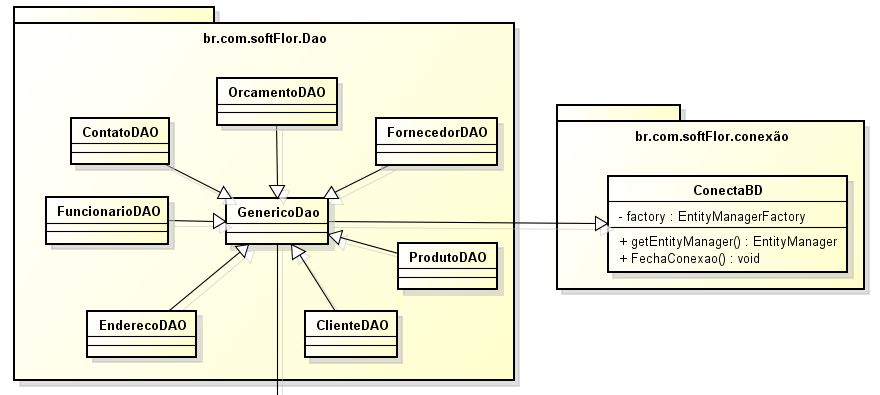 br.com.softFlor.Dao
OrcamentoDAO
ContatoDAO
FornecedorDAO
FuncionarioDAO
GenericoDao
ProdutoDAO
EnderecoDAO
ClienteDAO
br.com.softFlor.conexão
ConectaBD
- factory : EntityManagerFactory
+ getEntityManager() : EntityManager
+ FechaConexao() : void